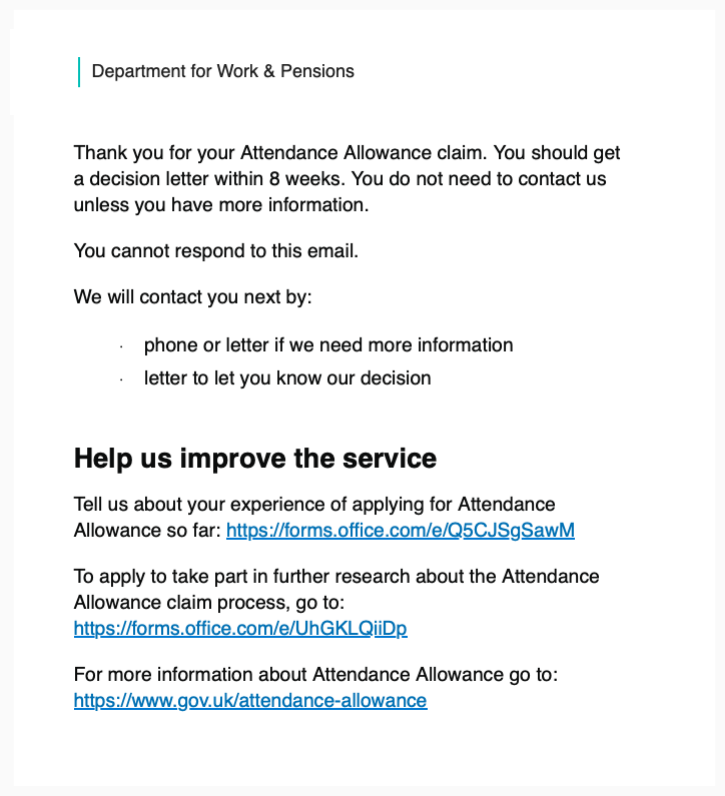 Department for Work & Pensions
Thank you for your Attendance Allowance claim. You should get
a decision letter within 8 weeks. You do not need to contact us
unless you have more information.
You cannot respond to this email.
We will contact you next by:
· phone or letter if we need more information
· letter to let you know our decision
Help us improve the service
Tell us about your experience of applying for Attendance
Allowance so far: https://forms.office.com/e/Q5CJSgSawM
To apply to take part in further research about the Attendance
Allowance claim process, go to:
https://forms.office.com/e/UhGKLQiiDp
For more information about Attendance Allowance go to:
https://www.gov.uk/attendance-allowance